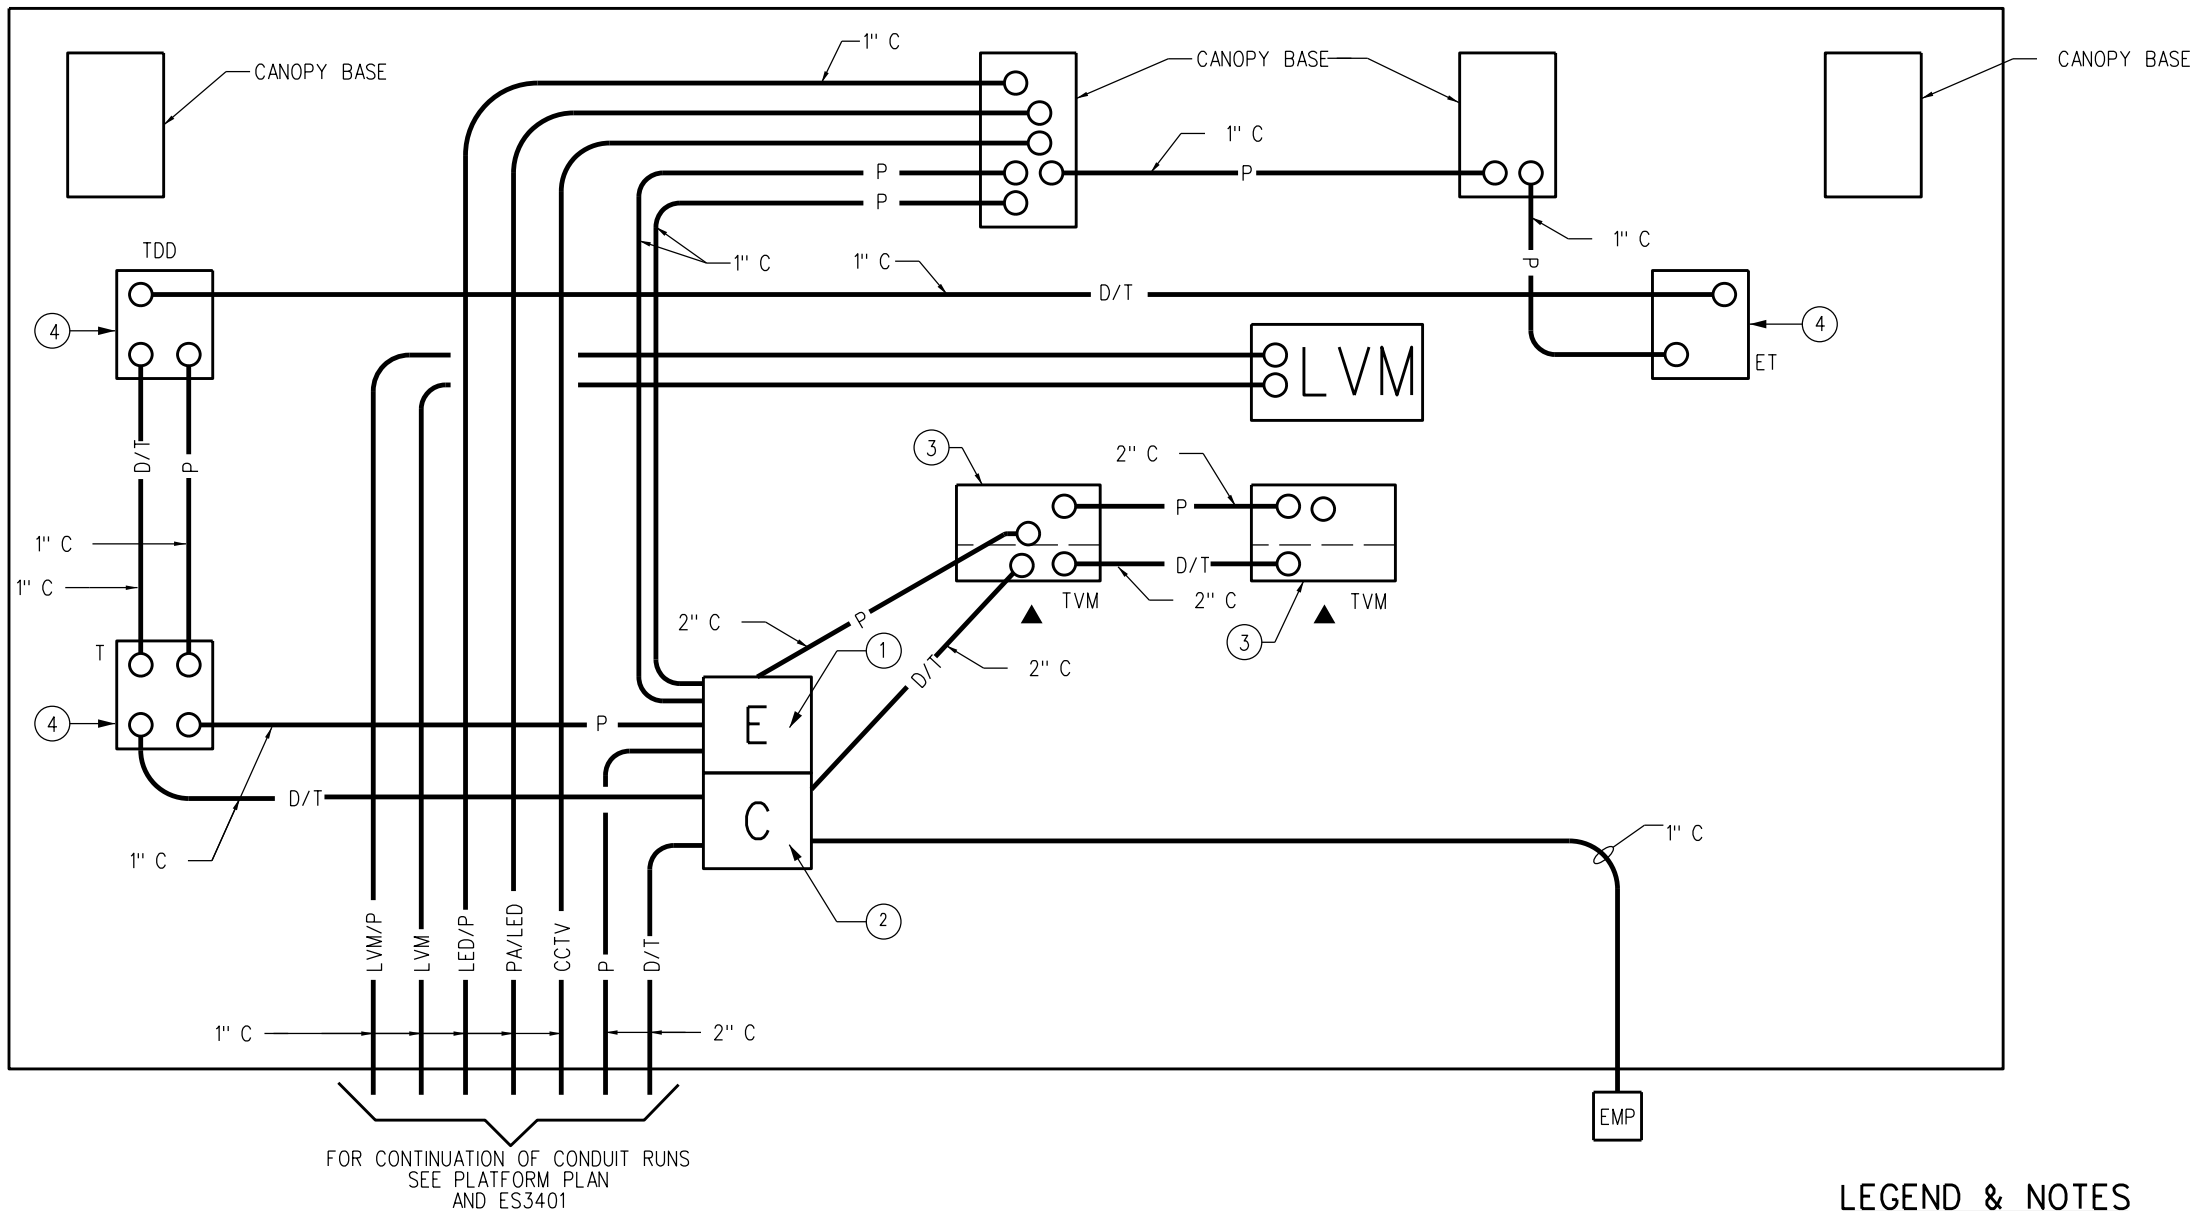 1" C
CANOPY BASE
CANOPY BASE
CANOPY BASE
1" C
P
P
P
1" C
P
TDD
1" C
1" C
D/T
4
4
ET
LVM
3
2" C
D/T
P
P
1" C
D/T
1" C
2" C
TVM
2" C
TVM
P
3
T
1
2" C
D/T
4
E
P
D/T
C
1" C
1" C
2
LVM/P
LVM
LED/P
PA/LED
CCTV
P
D/T
1" C
2" C
EMP
FOR CONTINUATION OF CONDUIT RUNS
SEE PLATFORM PLAN
AND ES3401
LEGEND & NOTES